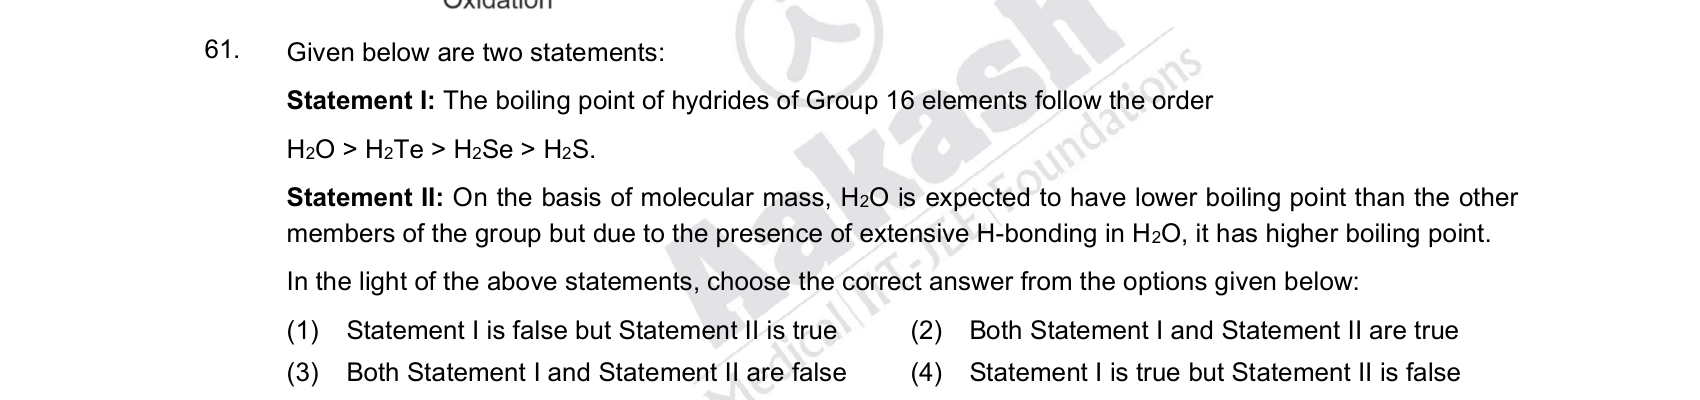 Oxidation
61. Given below are two statements:
Statement I: The boiling point of hydrides of Group 16 elements follow the order
H2O > H2Te > H2Se > H2S.
Statement II: On the basis of molecular mass, H2O is expected to have lower boiling point than the other
members of the group but due to the presence of extensive H-bonding in H2O, it has higher boiling point.
In the light of the above statements, choose the correct answer from the options given below:
(1) Statement I is false but Statement II is true (2) Both Statement I and Statement II are true
(3) Both Statement I and Statement II are false (4) Statement I is true but Statement II is false
Aakash
Medical|IIT-JEE|Foundations